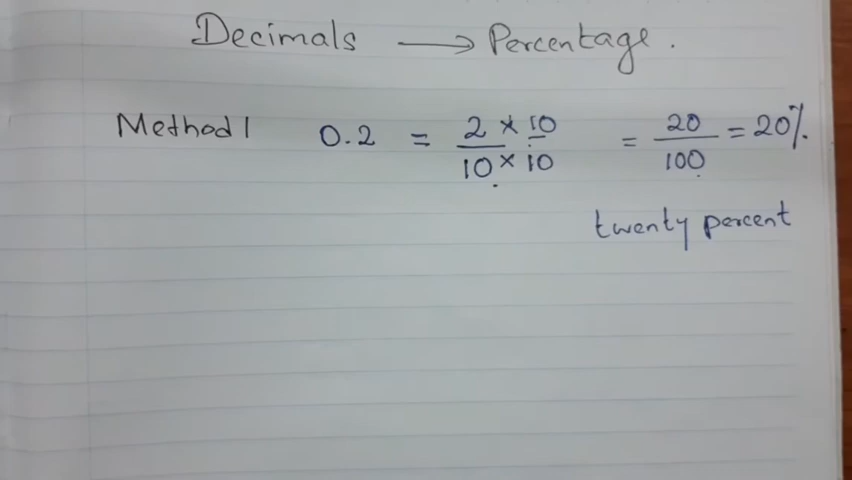 Decimals → Percentage.
Method 1 0.2 = 2 × 10 / 10 × 10 = 20 / 100 = 20%
twenty percent